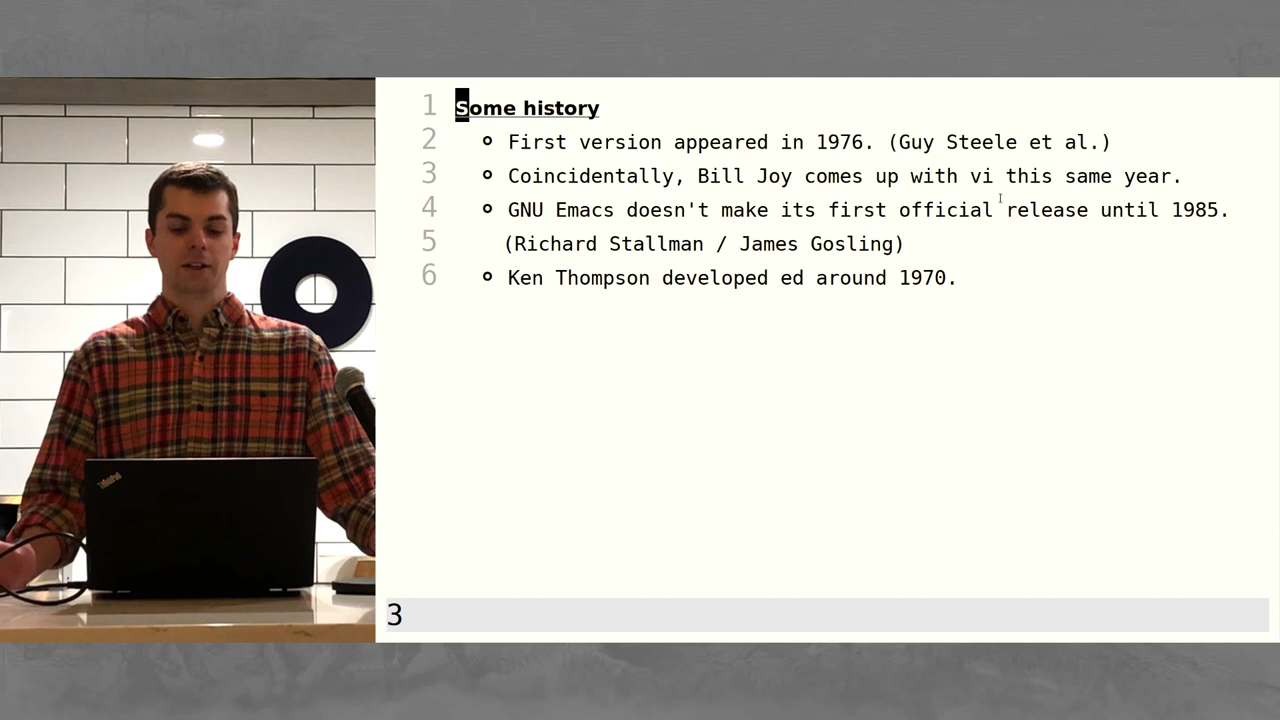 1 Some history
2 First version appeared in 1976. (Guy Steele et al.)
3 Coincidentally, Bill Joy comes up with vi this same year.
4 GNU Emacs doesn't make its first official release until 1985.
5 (Richard Stallman / James Gosling)
6 Ken Thompson developed ed around 1970.
ThinkPad
3